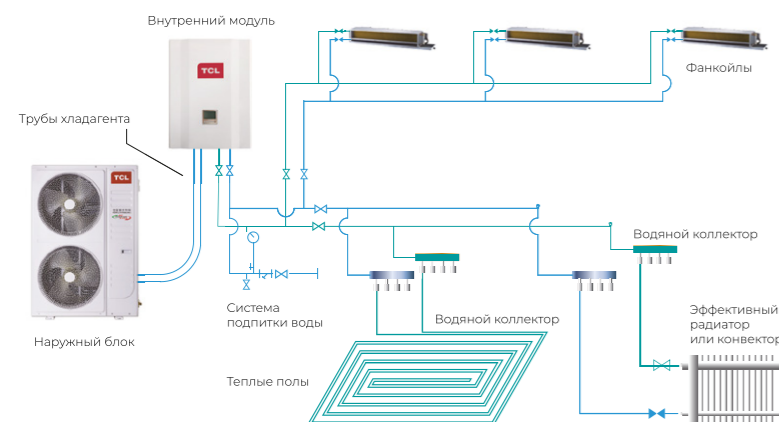 Внутренний модуль
TCL
Фанкойлы
Трубы хладагента
TCL
Водяной коллектор
Система
подпитки воды
Водяной коллектор
Эффективный
радиатор
или конвектор
Наружный блок
Теплые полы